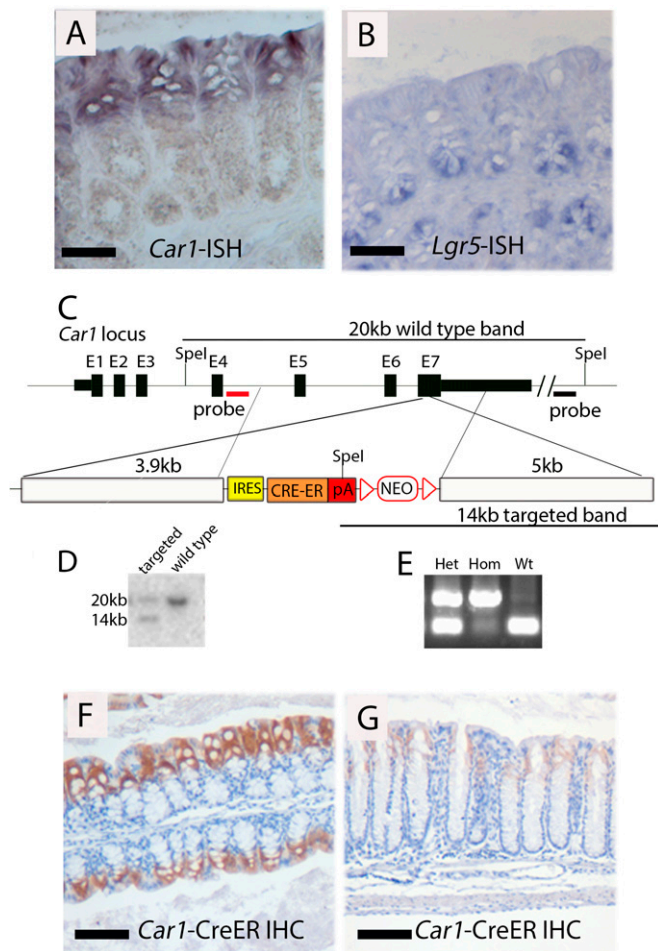 A
Car1-ISH
B
Lgr5-ISH
C
Car1 locus
20kb wild type band
E1 E2 E3 SpeI E4 E5 E6 E7 SpeI
probe probe
3.9kb SpeI 5kb
IRES CRE-ER pA NEO
14kb targeted band
D
targeted wild type
20kb
14kb
E
Het Hom Wt
F
Car1-CreER IHC
G
Car1-CreER IHC